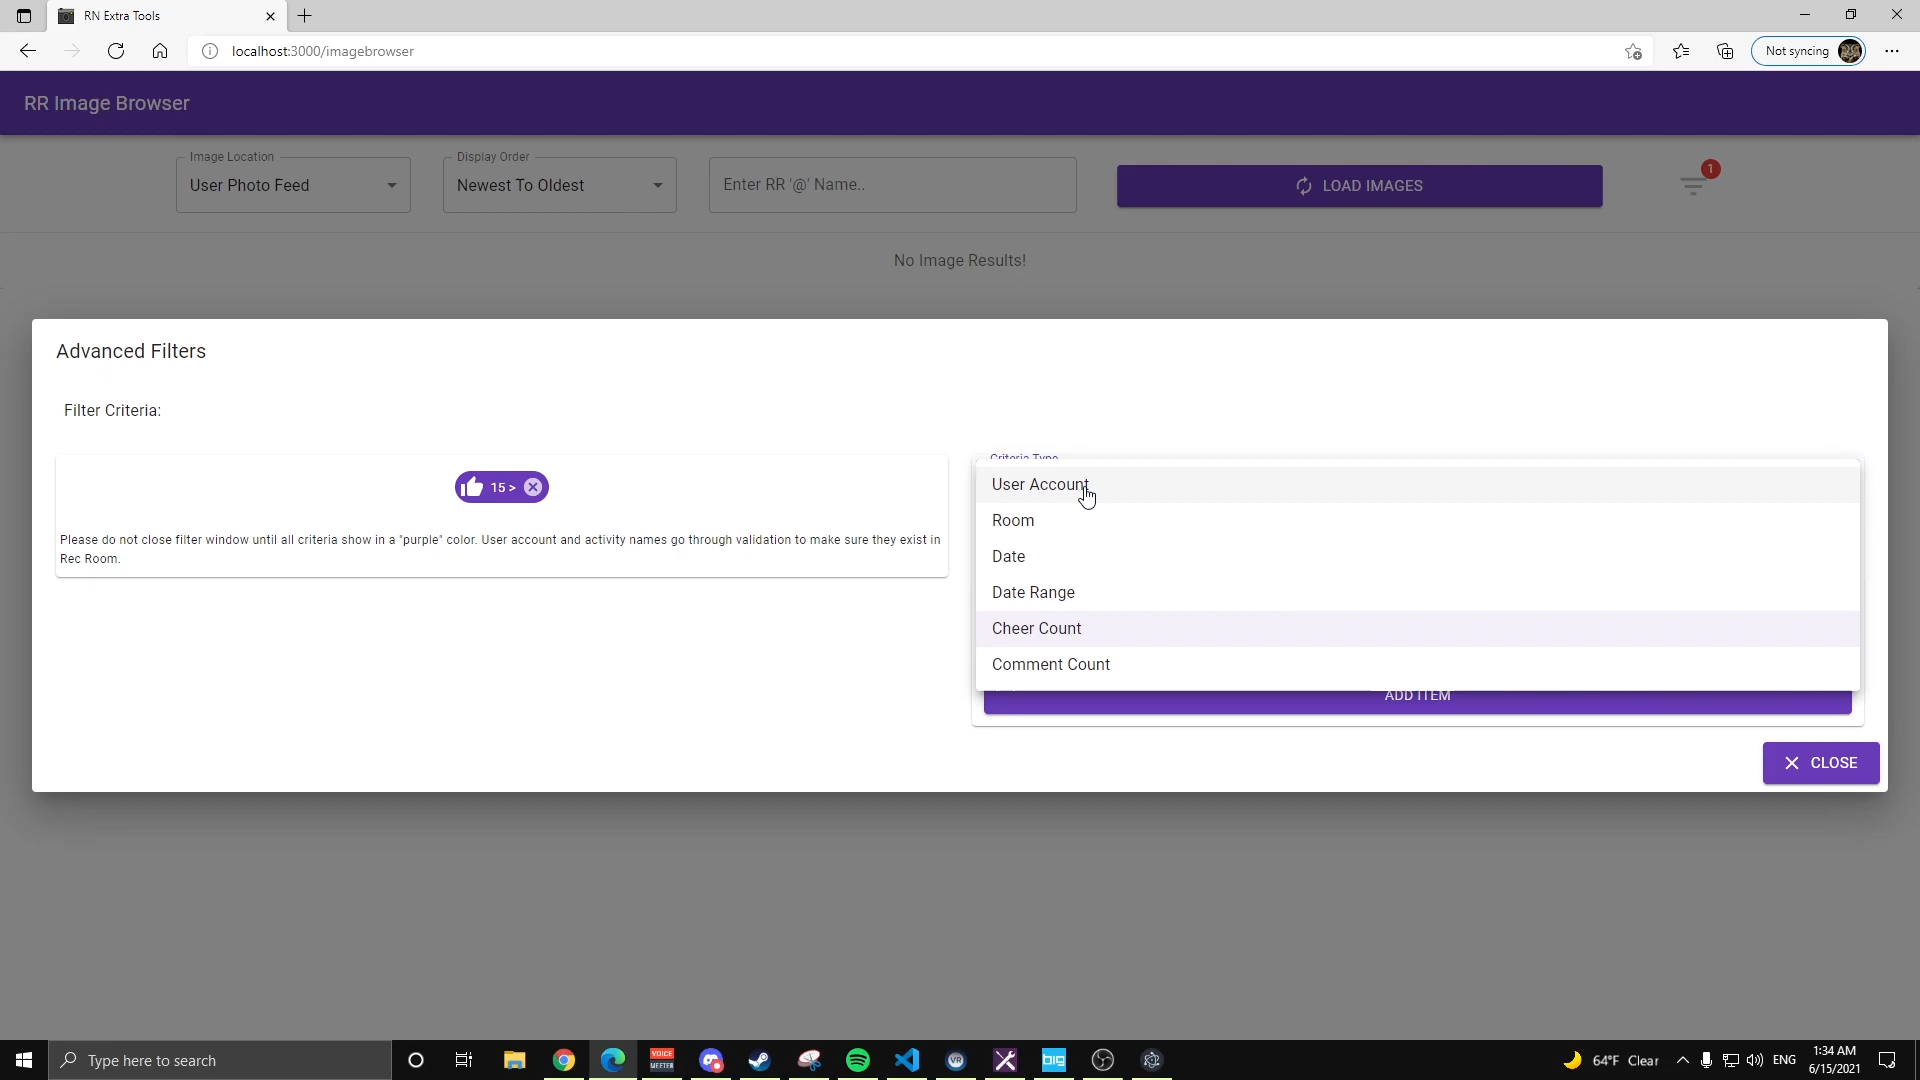 RN Extra Tools
localhost:3000/imagebrowser
Not syncing
RR Image Browser
Image Location
User Photo Feed
Display Order
Newest To Oldest
Enter RR '@' Name..
LOAD IMAGES
1
No Image Results!
Advanced Filters
Filter Criteria:
15 >
Please do not close filter window until all criteria show in a "purple" color. User account and activity names go through validation to make sure they exist in
Rec Room.
Criteria Type
User Account
Room
Date
Date Range
Cheer Count
Comment Count
ADD ITEM
CLOSE
Type here to search
VOICE
MEETER
VR
big
64°F Clear
ENG
1:34 AM
6/15/2021